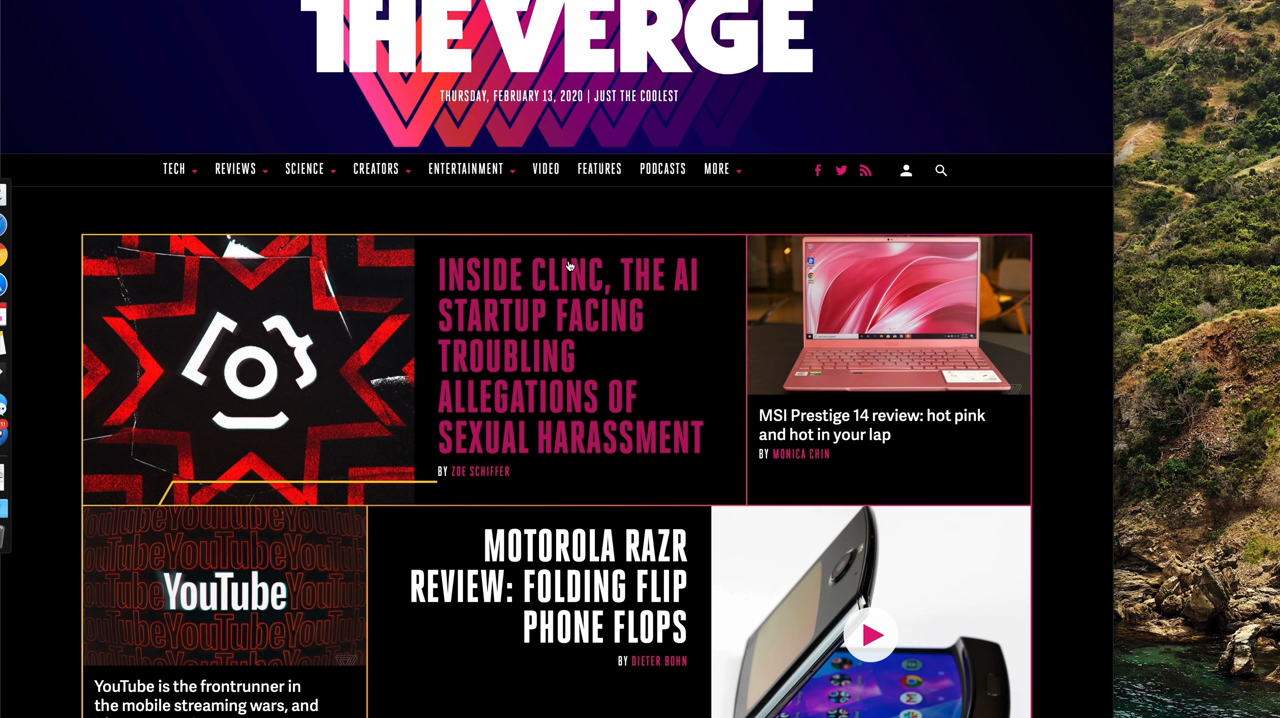 THE VERGE
THURSDAY, FEBRUARY 13, 2020 | JUST THE COOLEST
TECH REVIEWS SCIENCE CREATORS ENTERTAINMENT VIDEO FEATURES PODCASTS MORE
INSIDE CLINC, THE AI
STARTUP FACING
TROUBLING
ALLEGATIONS OF
SEXUAL HARASSMENT
BY ZOE SCHIFFER
MSI Prestige 14 review: hot pink
and hot in your lap
BY MONICA CHIN
YouTube
YouTube is the frontrunner in
the mobile streaming wars, and
MOTOROLA RAZR
REVIEW: FOLDING FLIP
PHONE FLOPS
BY DIETER BOHN